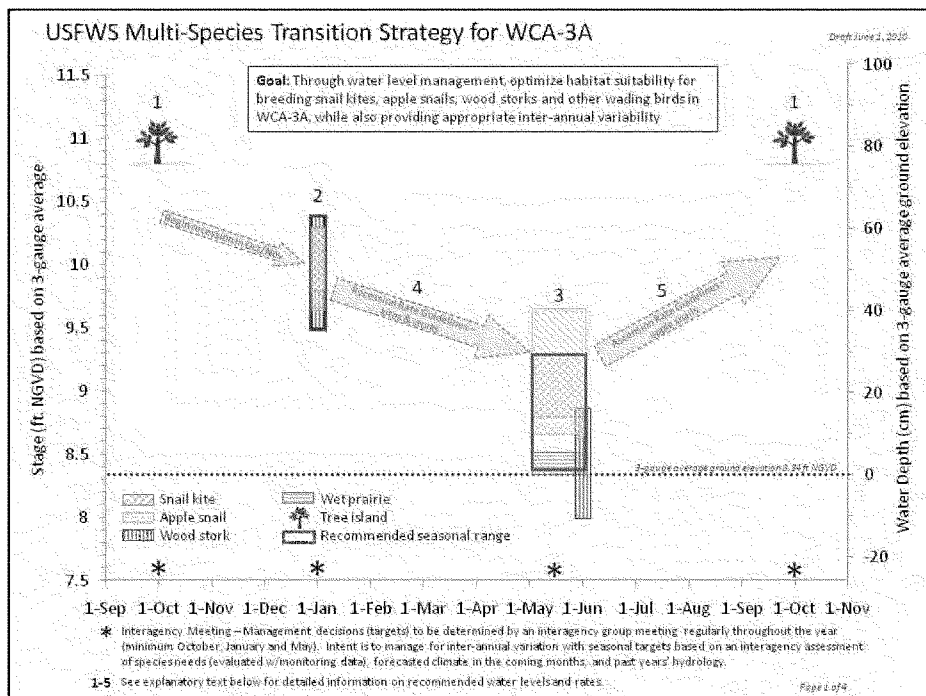 USFWS Multi-Species Transition Strategy for WCA-3A
Draft June 1, 2010
Goal: Through water level management, optimize habitat suitability for
breeding snail kites, apple snails, wood storks and other wading birds in
WCA-3A, while also providing appropriate inter-annual variability
Stage (ft. NGVD) based on 3-gauge average
11.5
11
10.5
10
9.5
9
8.5
8
7.5
Water Depth (cm) based on 3-gauge average ground elevation
100
80
60
40
20
0
-20
1
2
3
4
5
1
3-gauge average ground elevation 8.34 ft NGVD
Snail kite
Apple snail
Wood stork
Wet prairie
Tree island
Recommended seasonal range
* * * *
1-Sep 1-Oct 1-Nov 1-Dec 1-Jan 1-Feb 1-Mar 1-Apr 1-May 1-Jun 1-Jul 1-Aug 1-Sep 1-Oct 1-Nov
* Interagency Meeting – Management decisions (targets) to be determined by an interagency group meeting regularly throughout the year
(minimum October, January and May). Intent is to manage for inter-annual variation with seasonal targets based on an interagency assessment
of species needs (evaluated w/monitoring data), forecasted climate in the coming months, and past years' hydrology.
1-5 See explanatory text below for detailed information on recommended water levels and rates.
Page 1 of 4